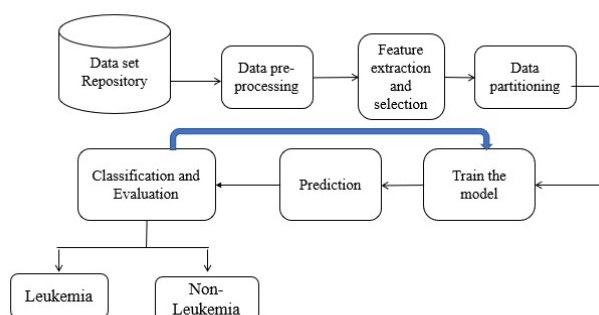 Data set
Repository
Data pre-
processing
Feature
extraction
and
selection
Data
partitioning
Classification and
Evaluation
Prediction
Train the
model
Leukemia
Non-
Leukemia